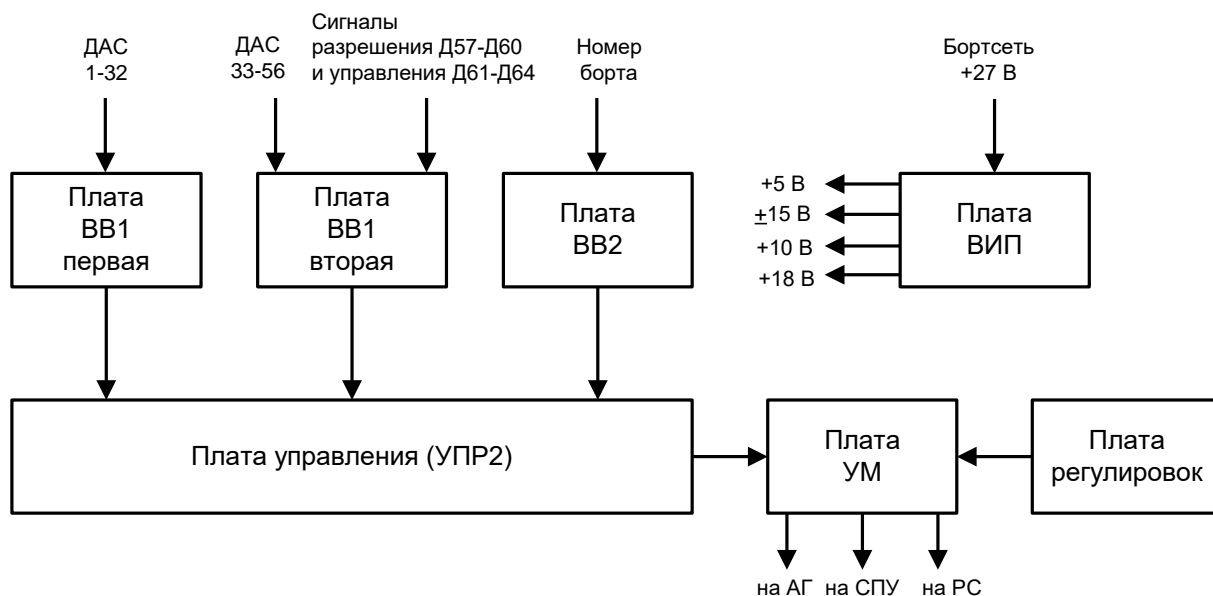 ДАС
1-32
ДАС
33-56
Сигналы
разрешения Д57-Д60
и управления Д61-Д64
Номер
борта
Бортсеть
+27 В
Плата
ВВ1
первая
Плата
ВВ1
вторая
Плата
ВВ2
+5 В
±15 В
+10 В
+18 В
Плата
ВИП
Плата управления (УПР2)
Плата
УМ
Плата
регулировок
на АГ
на СПУ
на РС